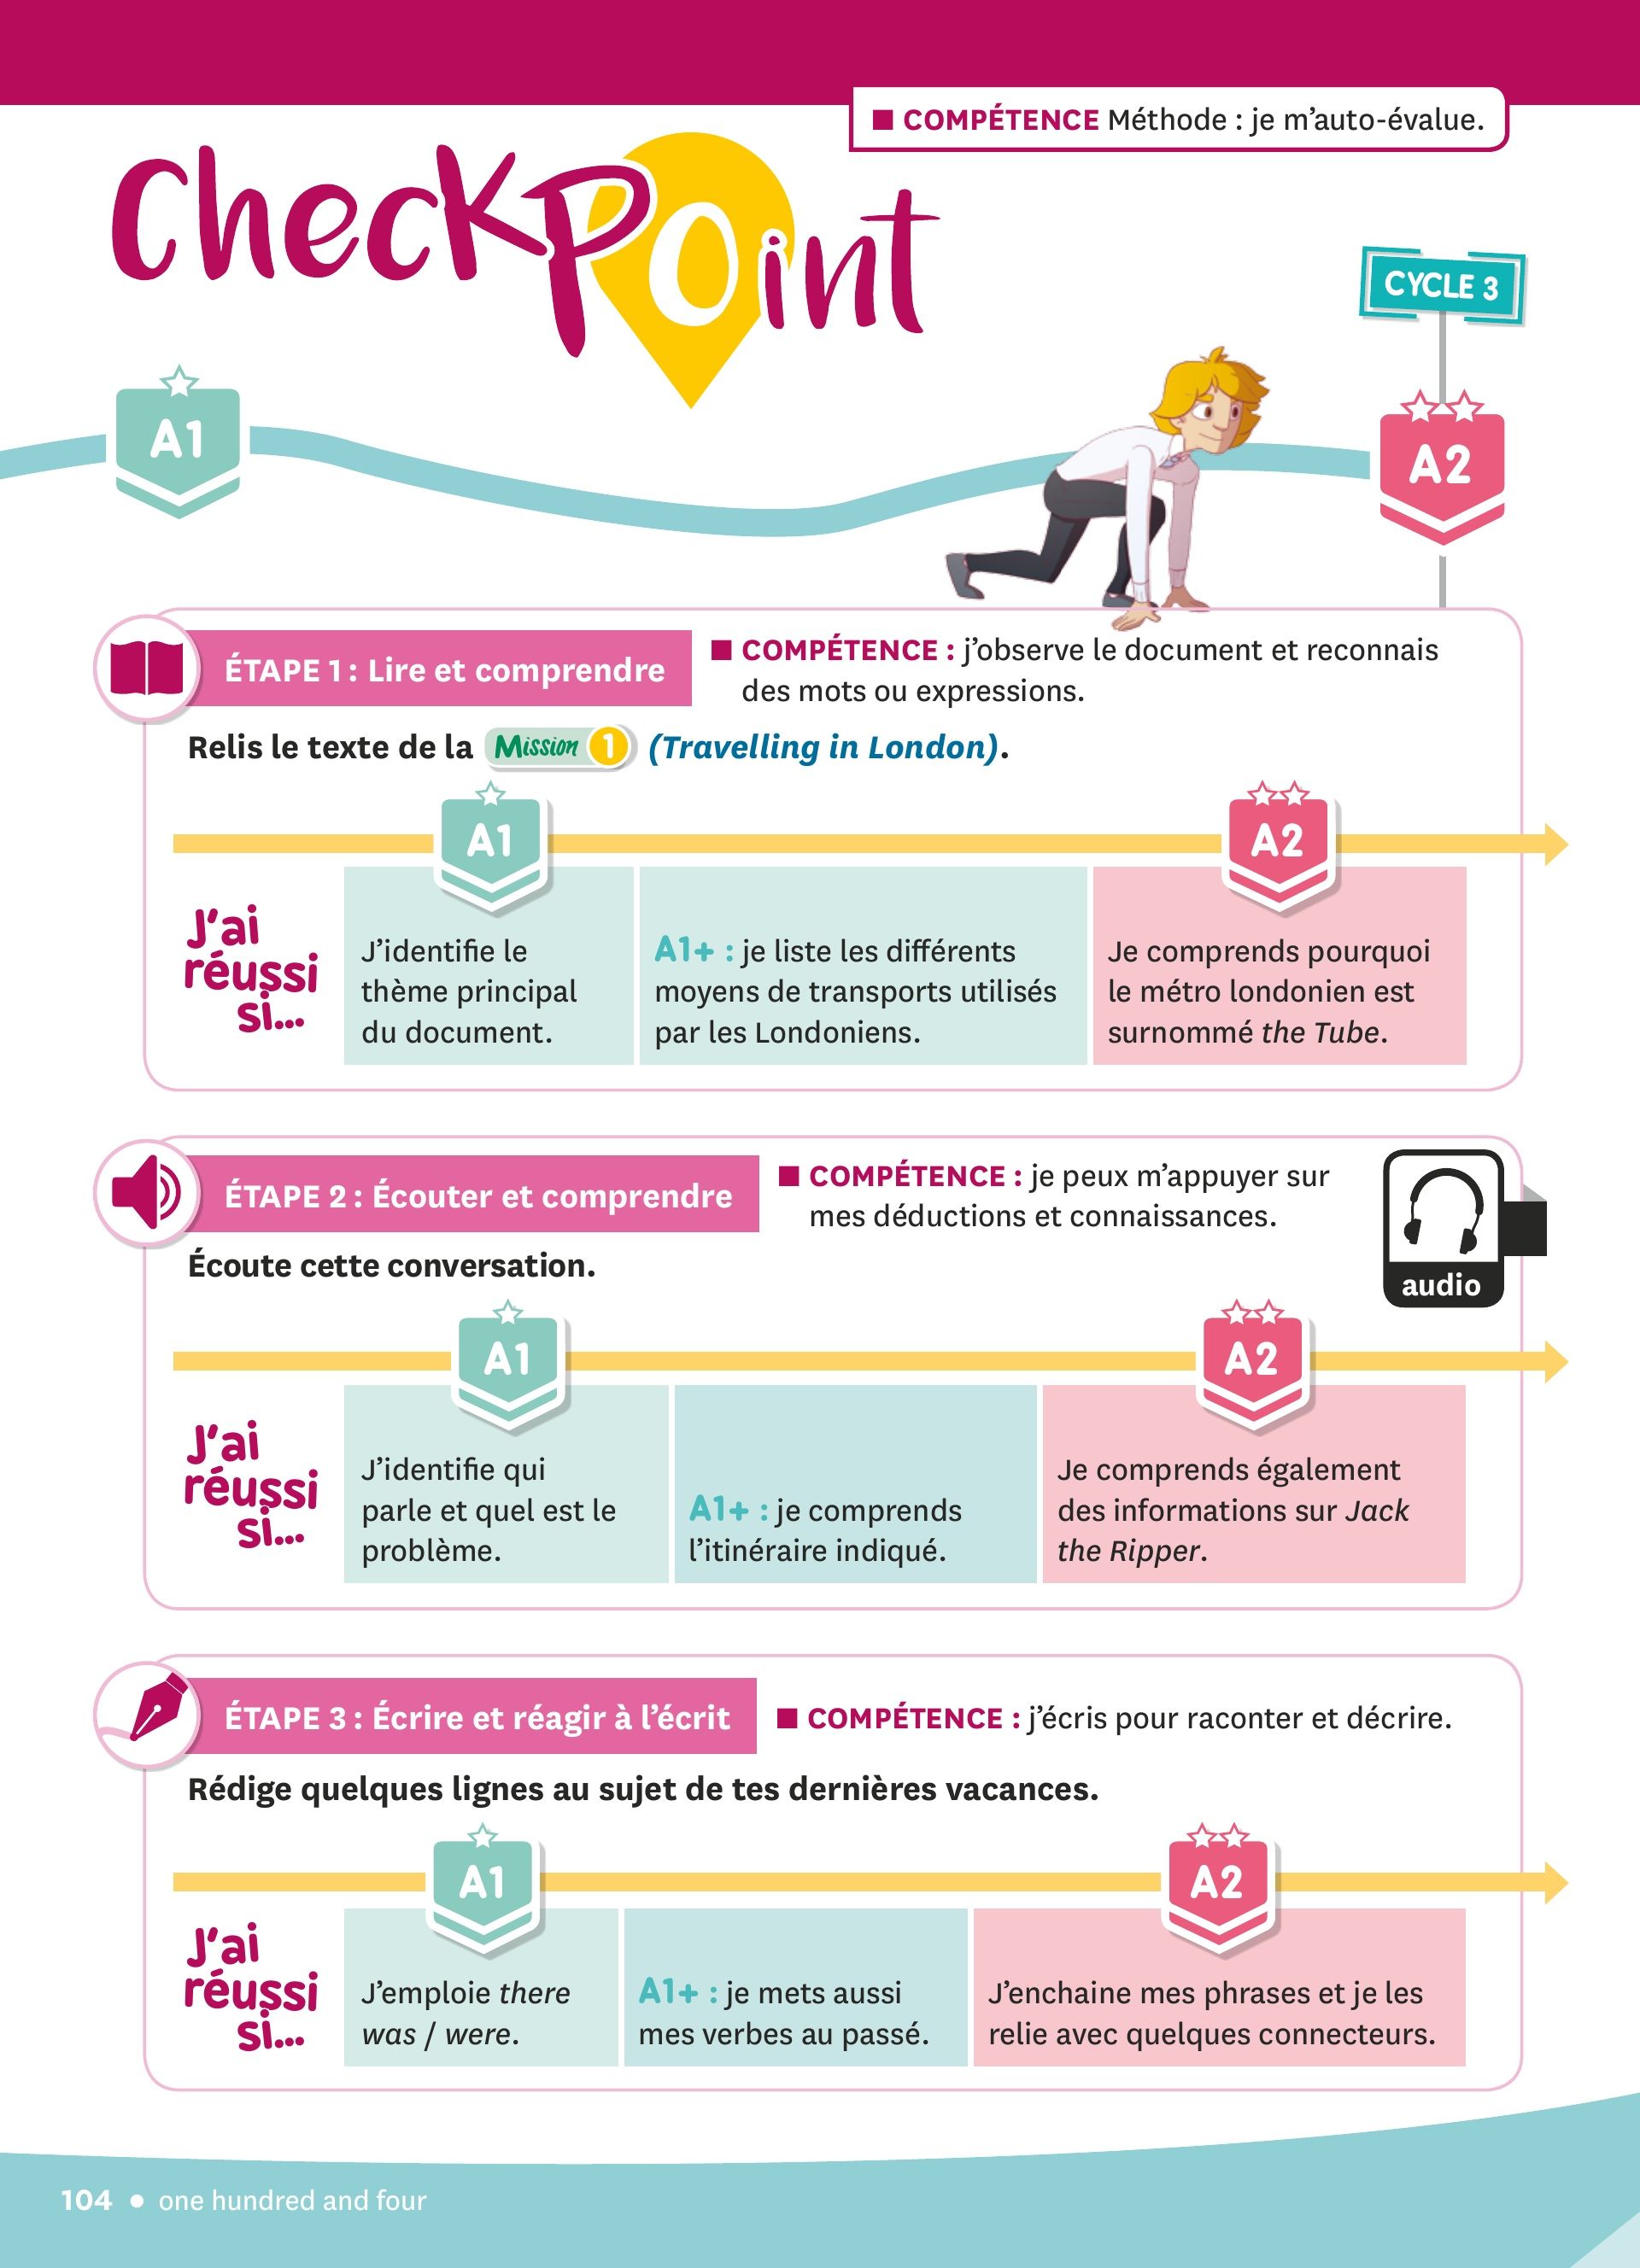 ■ COMPÉTENCE Méthode : je m’auto-évalue.
CheckPoint
CYCLE 3
A1
A2
ÉTAPE 1 : Lire et comprendre
■ COMPÉTENCE : j’observe le document et reconnais
des mots ou expressions.
Relis le texte de la Mission 1 (Travelling in London).
A1
A2
J’ai
réussi
si...
J’identifie le
thème principal
du document.
A1+ : je liste les différents
moyens de transports utilisés
par les Londoniens.
Je comprends pourquoi
le métro londonien est
surnommé the Tube.
ÉTAPE 2 : Écouter et comprendre
■ COMPÉTENCE : je peux m’appuyer sur
mes déductions et connaissances.
audio
Écoute cette conversation.
A1
A2
J’ai
réussi
si...
J’identifie qui
parle et quel est le
problème.
A1+ : je comprends
l’itinéraire indiqué.
Je comprends également
des informations sur Jack
the Ripper.
ÉTAPE 3 : Écrire et réagir à l’écrit
■ COMPÉTENCE : j’écris pour raconter et décrire.
Rédige quelques lignes au sujet de tes dernières vacances.
A1
A2
J’ai
réussi
si...
J’emploie there
was / were.
A1+ : je mets aussi
mes verbes au passé.
J’enchaine mes phrases et je les
relie avec quelques connecteurs.
104 • one hundred and four